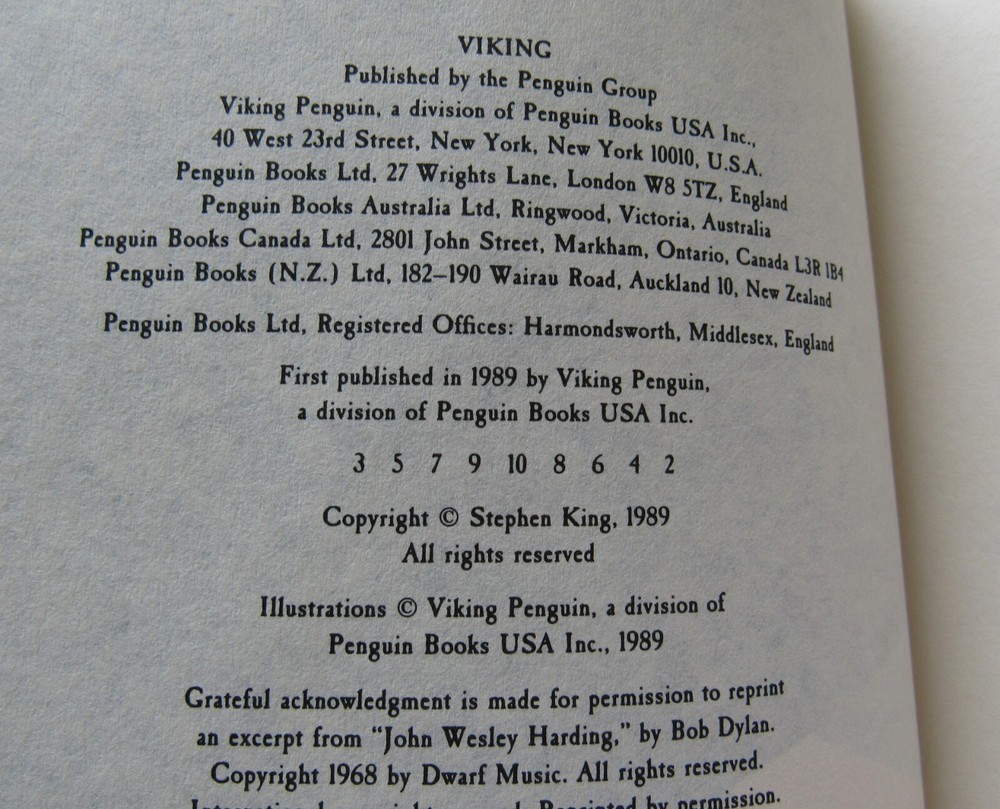 VIKING
Published by the Penguin Group
Viking Penguin, a division of Penguin Books USA Inc.,
40 West 23rd Street, New York, New York 10010, U.S.A.
Penguin Books Ltd, 27 Wrights Lane, London W8 5TZ, England
Penguin Books Australia Ltd, Ringwood, Victoria, Australia
Penguin Books Canada Ltd, 2801 John Street, Markham, Ontario, Canada L3R 1B4
Penguin Books (N.Z.) Ltd, 182–190 Wairau Road, Auckland 10, New Zealand
Penguin Books Ltd, Registered Offices: Harmondsworth, Middlesex, England
First published in 1989 by Viking Penguin,
a division of Penguin Books USA Inc.
3 5 7 9 10 8 6 4 2
Copyright © Stephen King, 1989
All rights reserved
Illustrations © Viking Penguin, a division of
Penguin Books USA Inc., 1989
Grateful acknowledgment is made for permission to reprint
an excerpt from “John Wesley Harding,” by Bob Dylan.
Copyright 1968 by Dwarf Music. All rights reserved.
by permission.